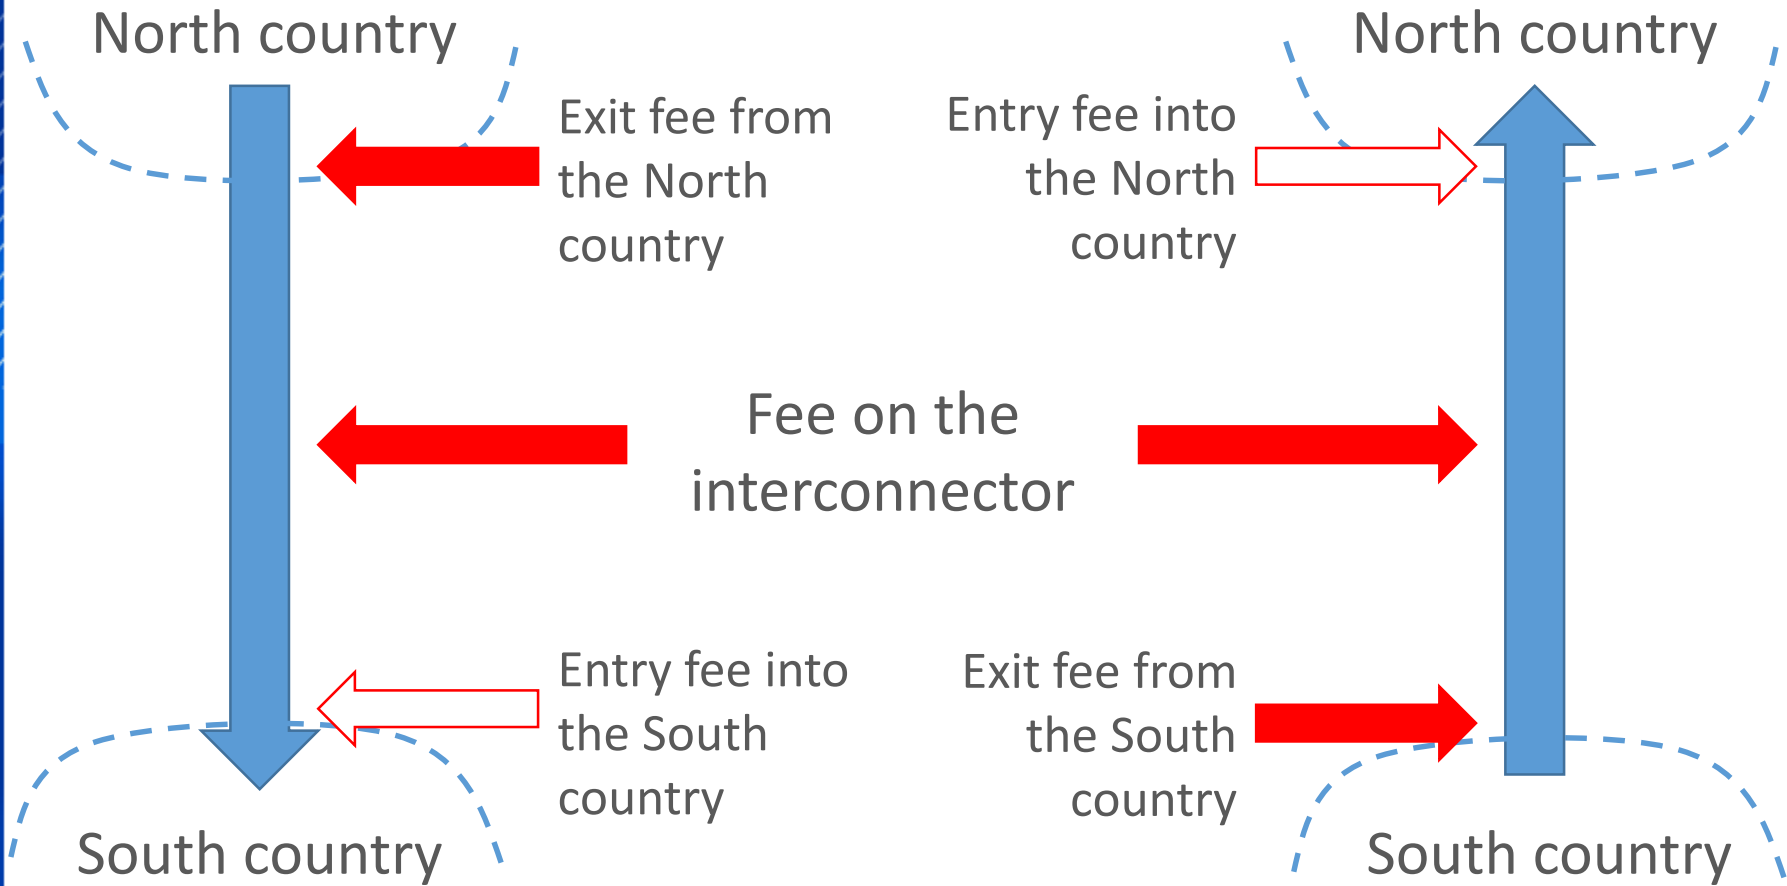 North country
North country
Exit fee from
the North
country
Entry fee into
the North
country
Fee on the
interconnector
Entry fee into
the South
country
Exit fee from
the South
country
South country
South country